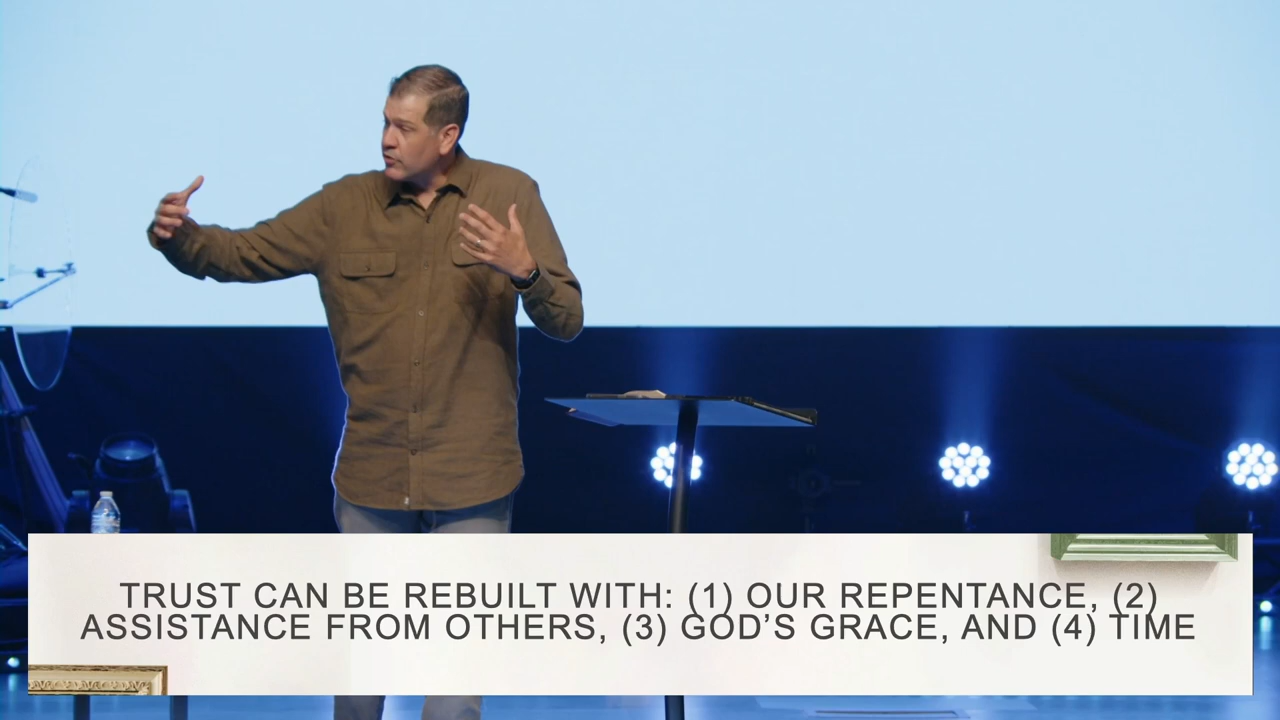 TRUST CAN BE REBUILT WITH: (1) OUR REPENTANCE, (2)
ASSISTANCE FROM OTHERS, (3) GOD’S GRACE, AND (4) TIME